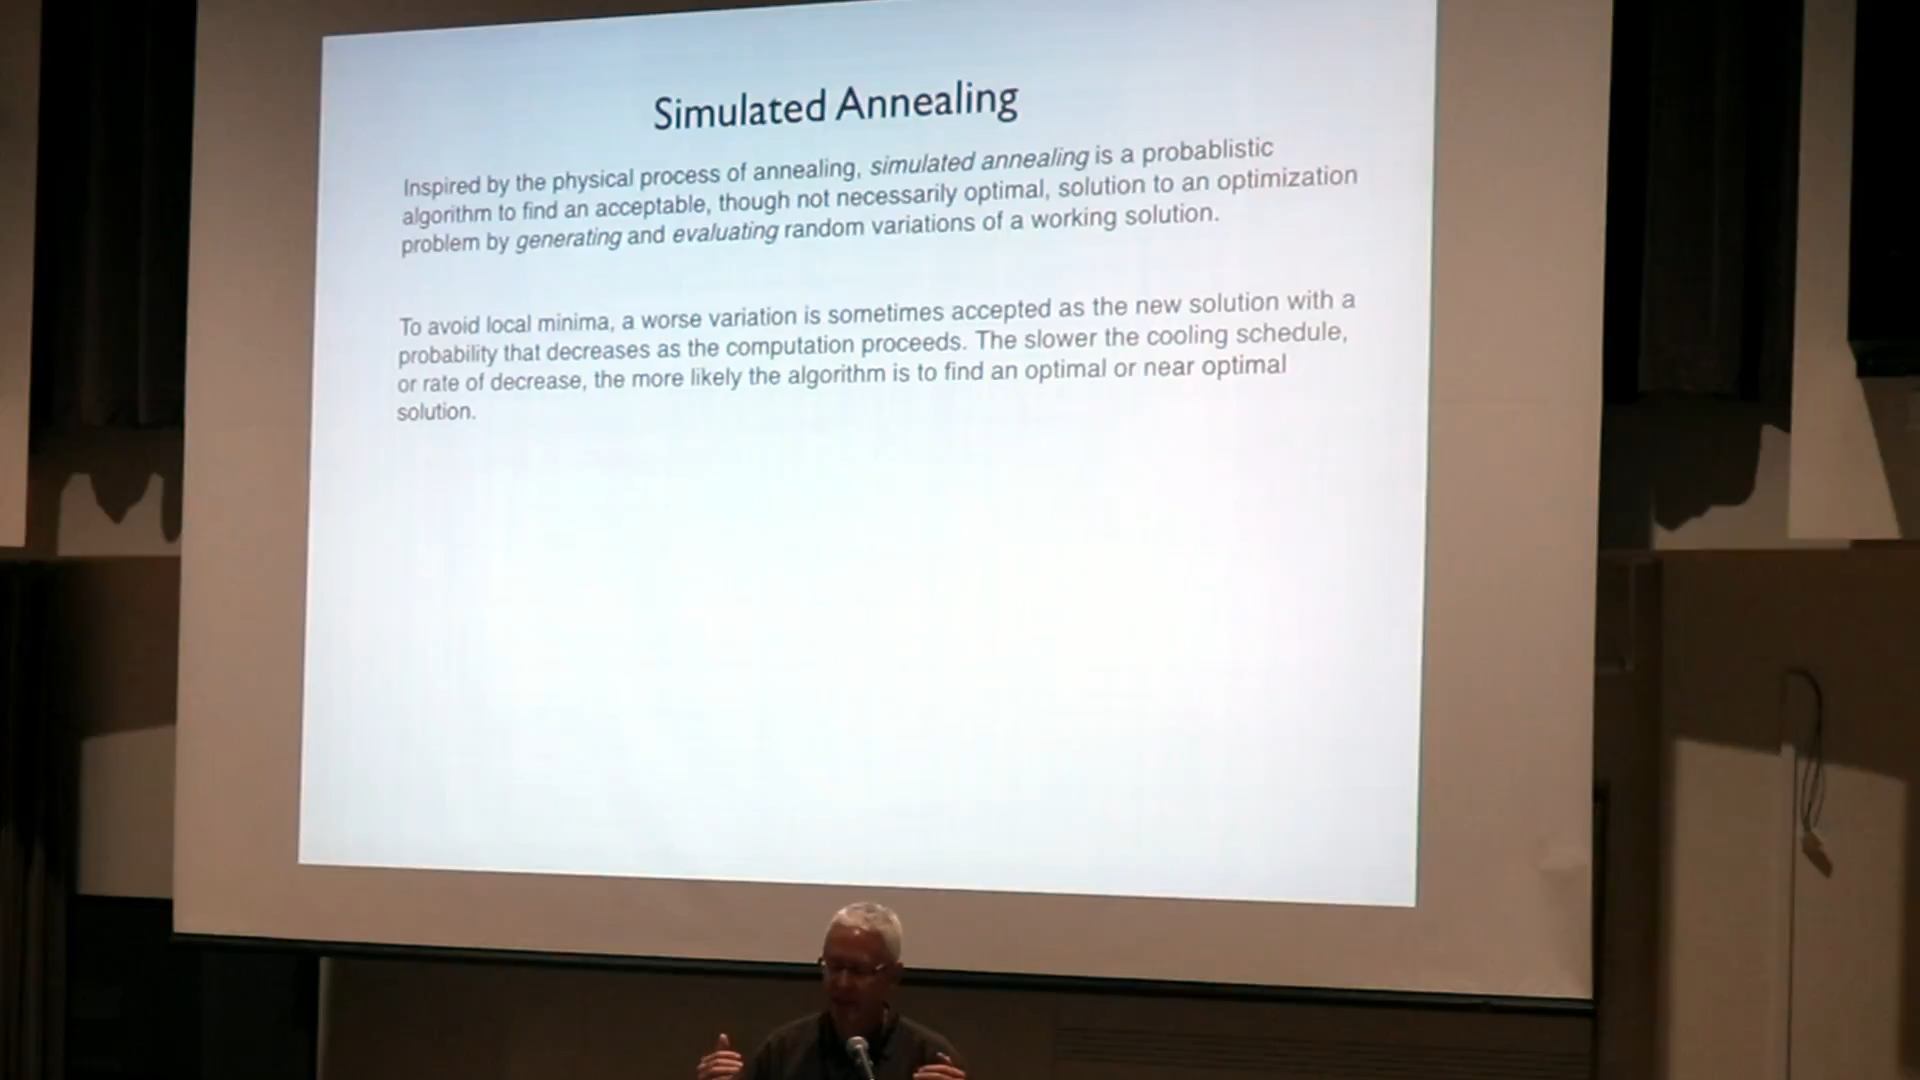 Simulated Annealing
Inspired by the physical process of annealing, simulated annealing is a probablistic
algorithm to find an acceptable, though not necessarily optimal, solution to an optimization
problem by generating and evaluating random variations of a working solution.
To avoid local minima, a worse variation is sometimes accepted as the new solution with a
probability that decreases as the computation proceeds. The slower the cooling schedule,
or rate of decrease, the more likely the algorithm is to find an optimal or near optimal
solution.